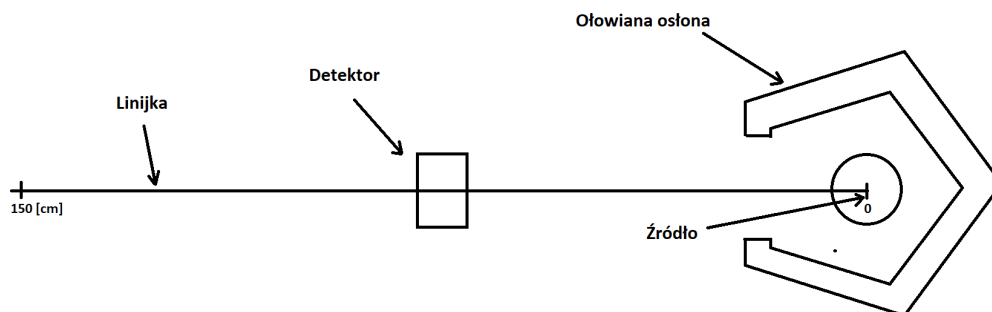 Ołowiana osłona
Detektor
Linijka
150 [cm]
0
Źródło